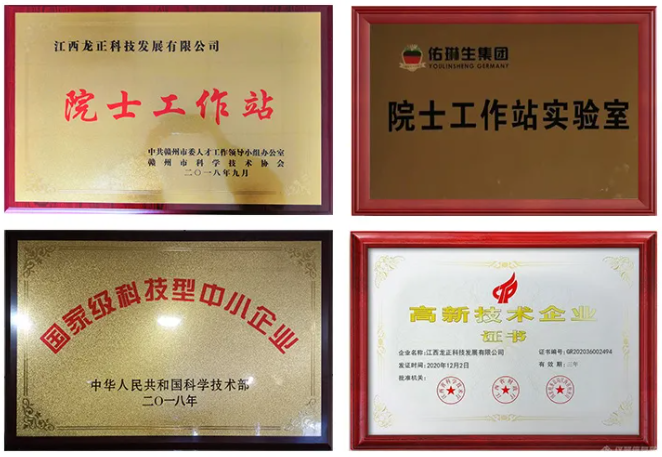 江西龙正科技发展有限公司
院士工作站
中共赣州市委人才工作领导小组办公室
赣州市科学技术协会
二〇一八年九月
佑琳生集团
YOULINSHENG GERMANY
院士工作站实验室
国家级科技型中小企业
中华人民共和国科学技术部
二〇一八年
高新技术企业
证书
企业名称:江西龙正科技发展有限公司
证书编号:GR202036002494
发证时间:2020年12月2日
有效期:三年
批准机关: